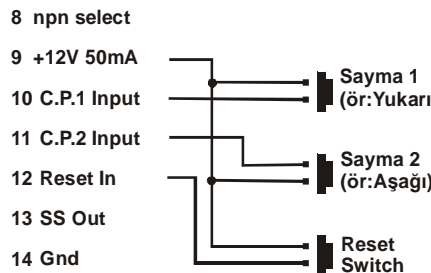 8 npn select
9 +12V 50mA
10 C.P.1 Input
11 C.P.2 Input
12 Reset In
13 SS Out
14 Gnd
Sayma 1
(ör:Yukarı
Sayma 2
(ör:Aşağı)
Reset
Switch